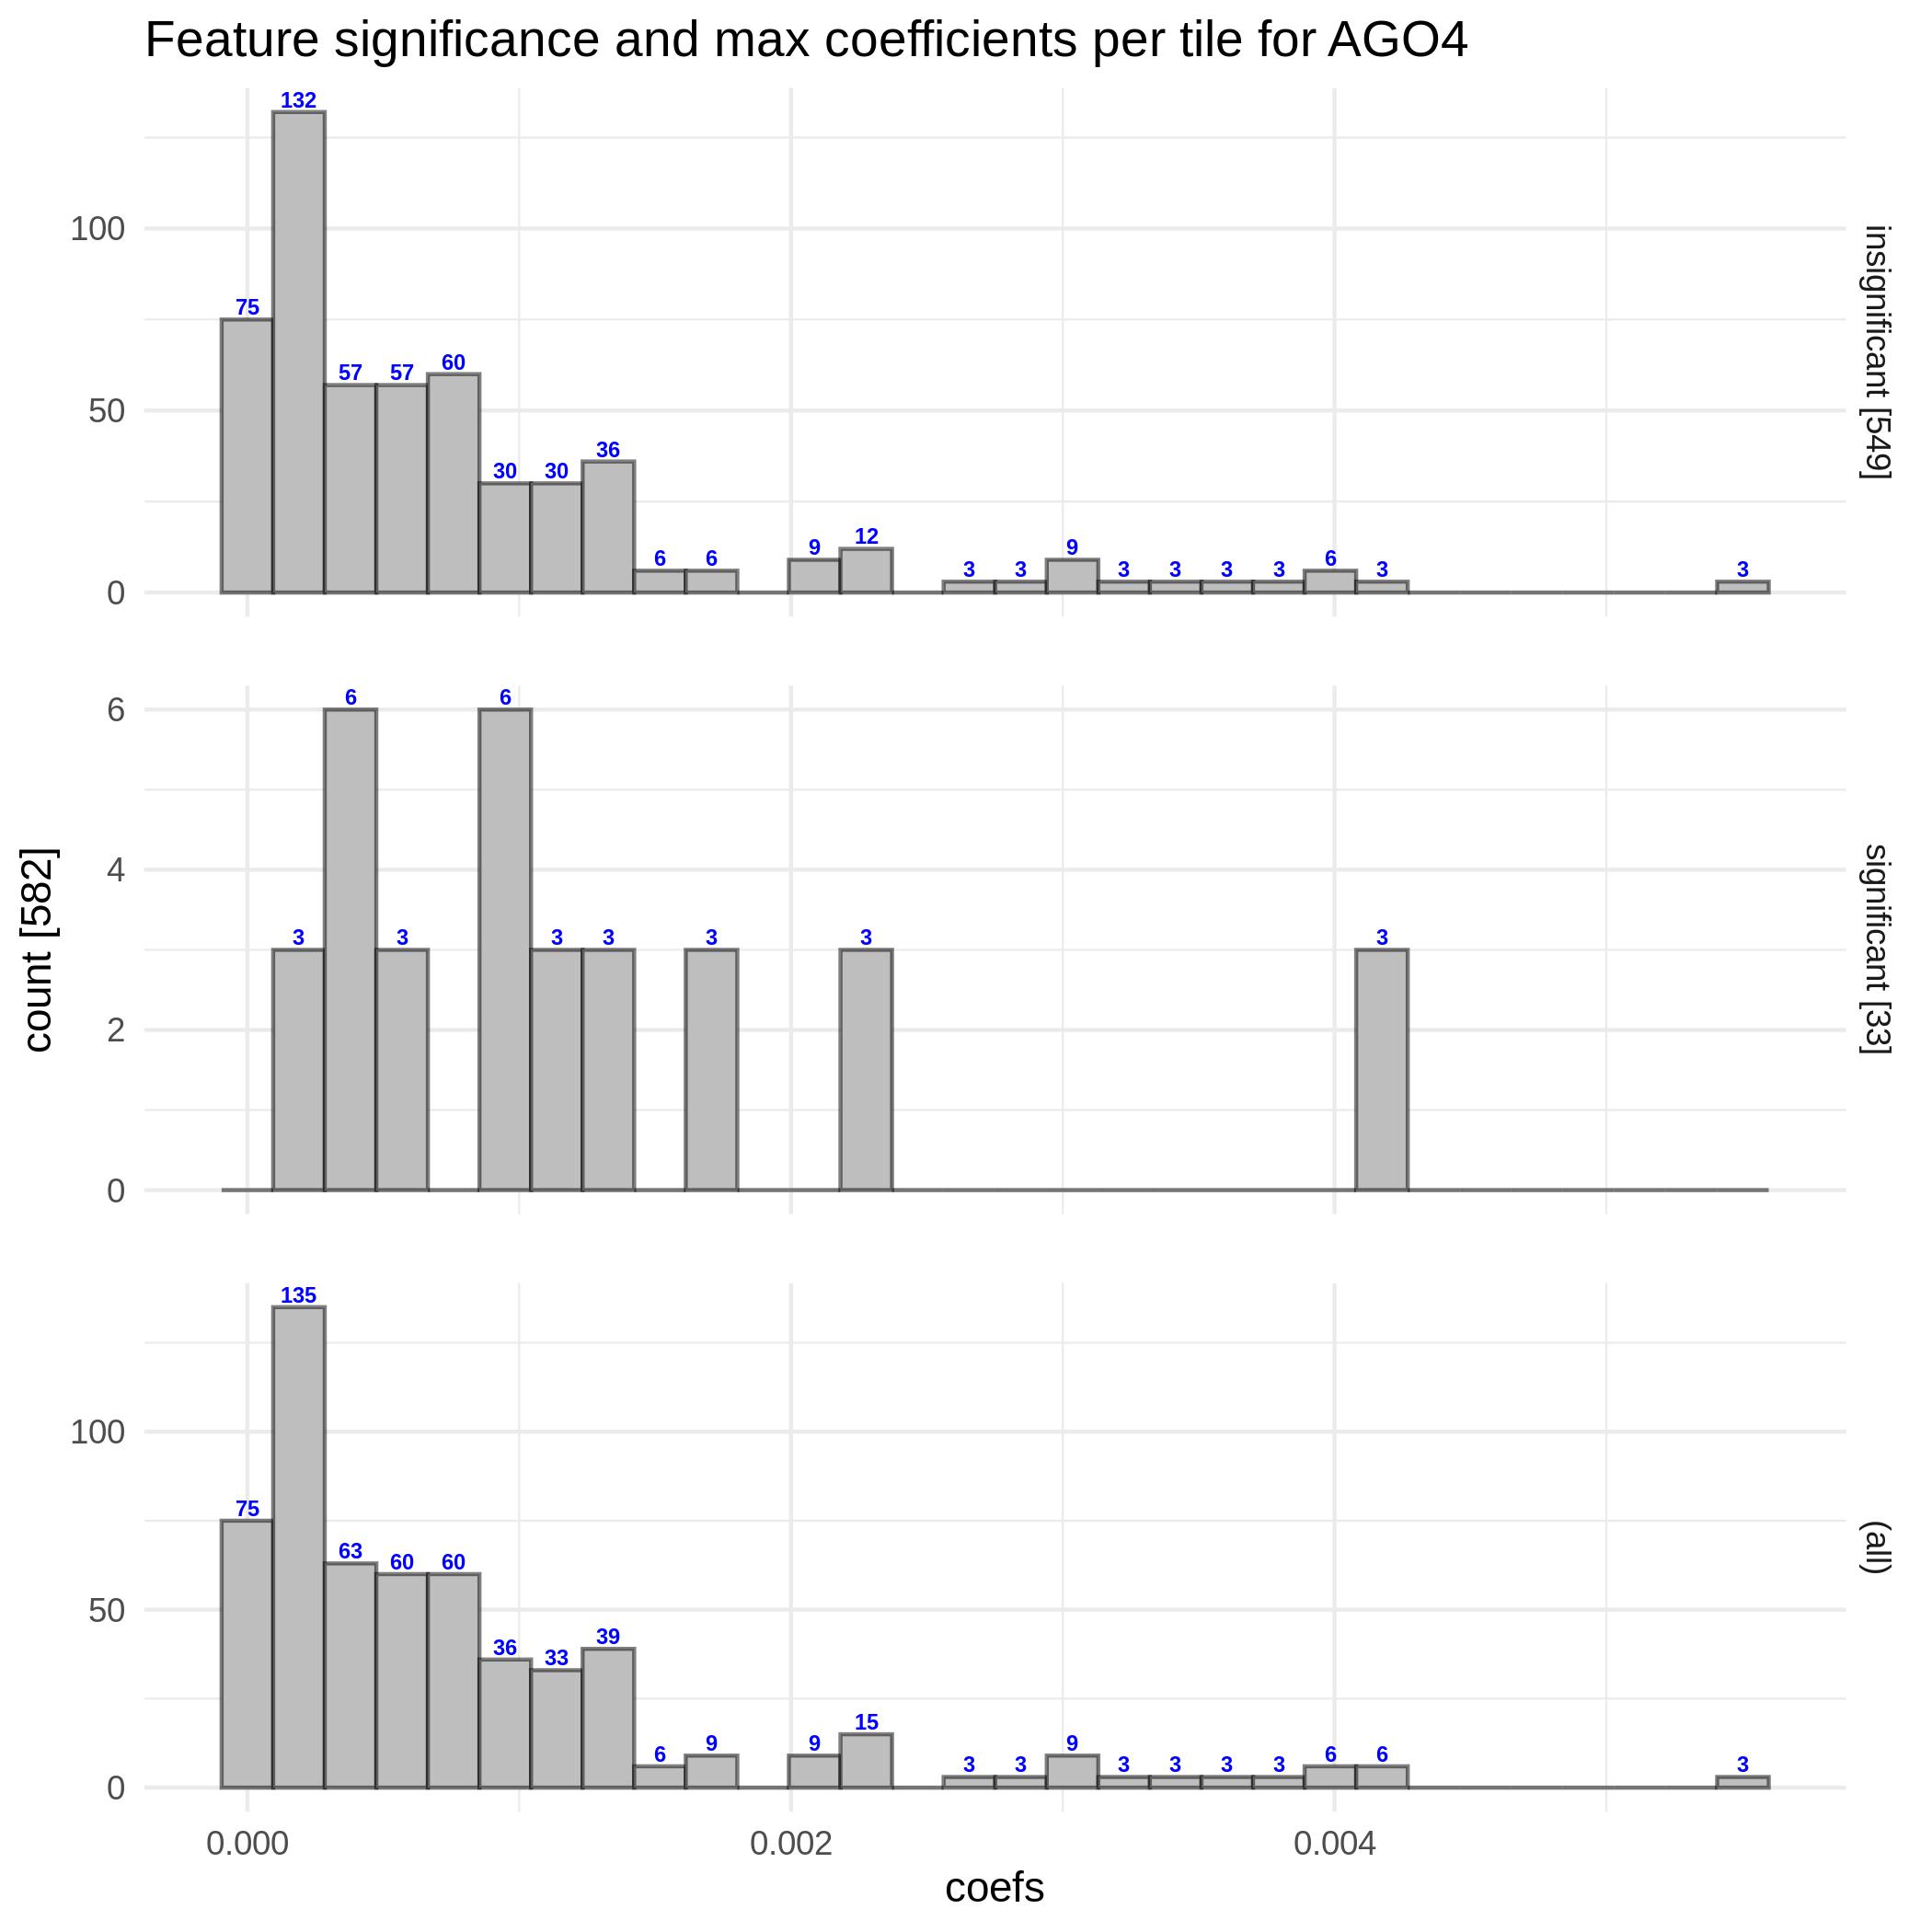 Feature significance and max coefficients per tile for AGO4
132
75
57 57 60
30 30 36
6 6 9 12 3 3 9 3 3 3 3 6 3 3
100
50
0
insignificant [549]
6 6
3 3 3 3 3 3 3
6
4
2
0
significant [33]
count [582]
135
75
63 60 60
36 33 39
6 9 9 15 3 3 9 3 3 3 3 6 6 3
100
50
0
(all)
0.000 0.002 0.004
coefs